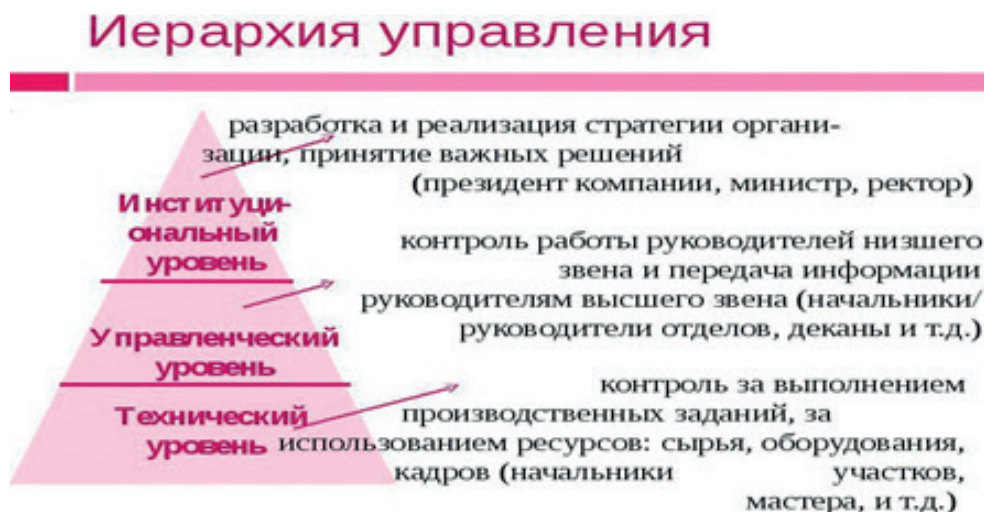 Иерархия управления
разработка и реализация стратегии органи-
зации, принятие важных решений
(президент компании, министр, ректор)
Институци-
ональный
уровень
контроль работы руководителей низшего
звена и передача информации
руководителям высшего звена (начальники/
руководители отделов, деканы и т.д.)
Управленческий
уровень
контроль за выполнением
производственных заданий, за
использованием ресурсов: сырья, оборудования,
кадров (начальники участков,
мастера, и т.д.)
Технический
уровень